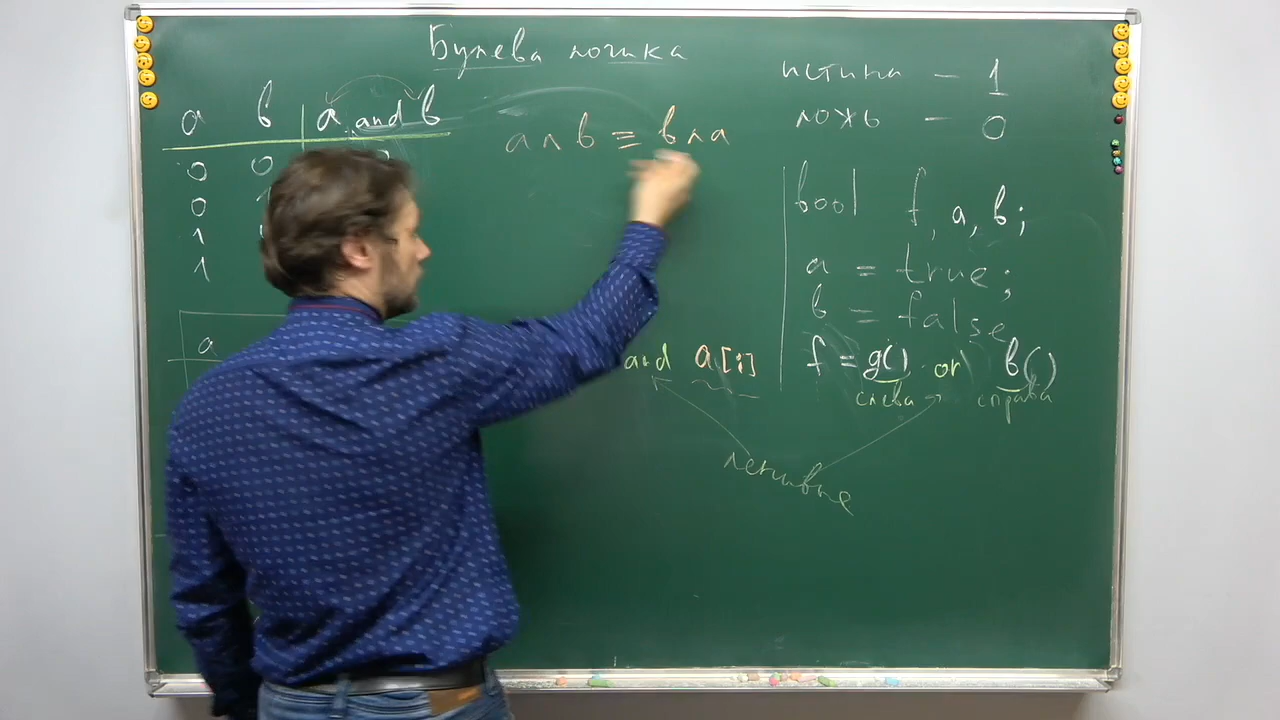 Булева логика
a в a and в
0 0
0 1
1
1
a
a ∧ в = в ∧ a
and a[i]
истина – 1
ложь – 0
bool f, a, в;
a = true;
в = false
f = g() or в()
слева справа
ленивые